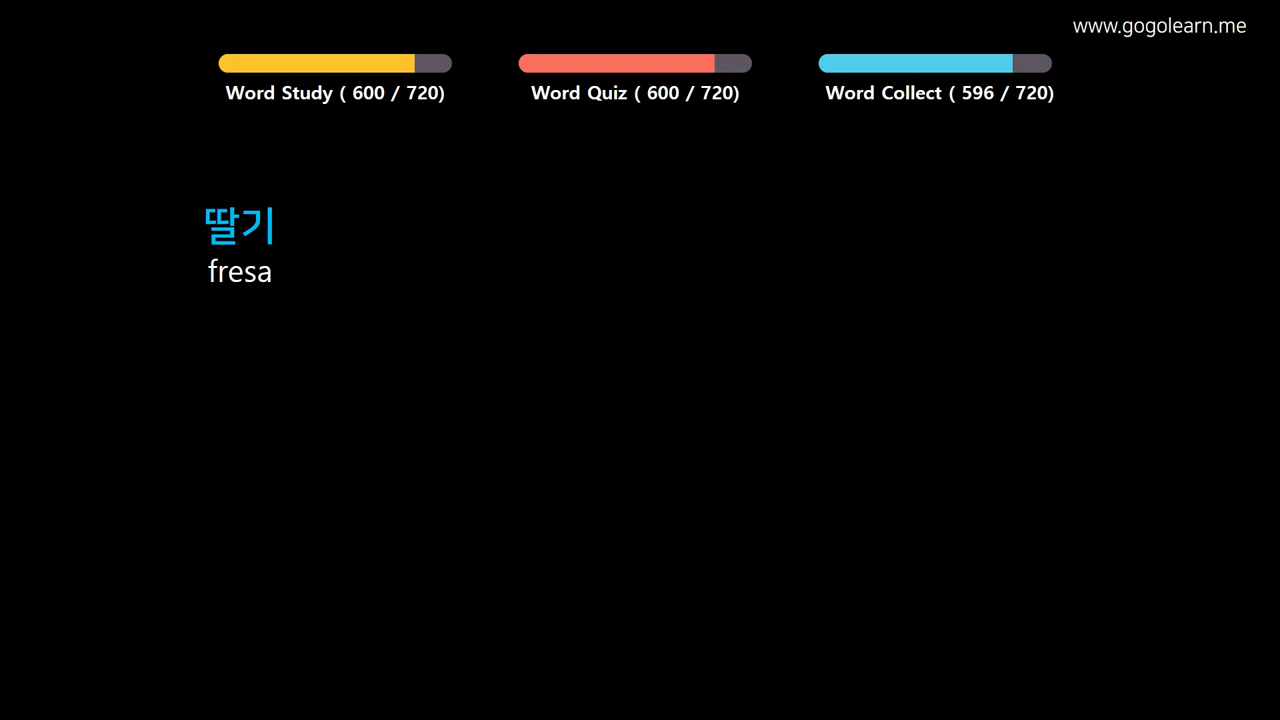 www.gogolearn.me
Word Study ( 600 / 720)
Word Quiz ( 600 / 720)
Word Collect ( 596 / 720)
딸기
fresa